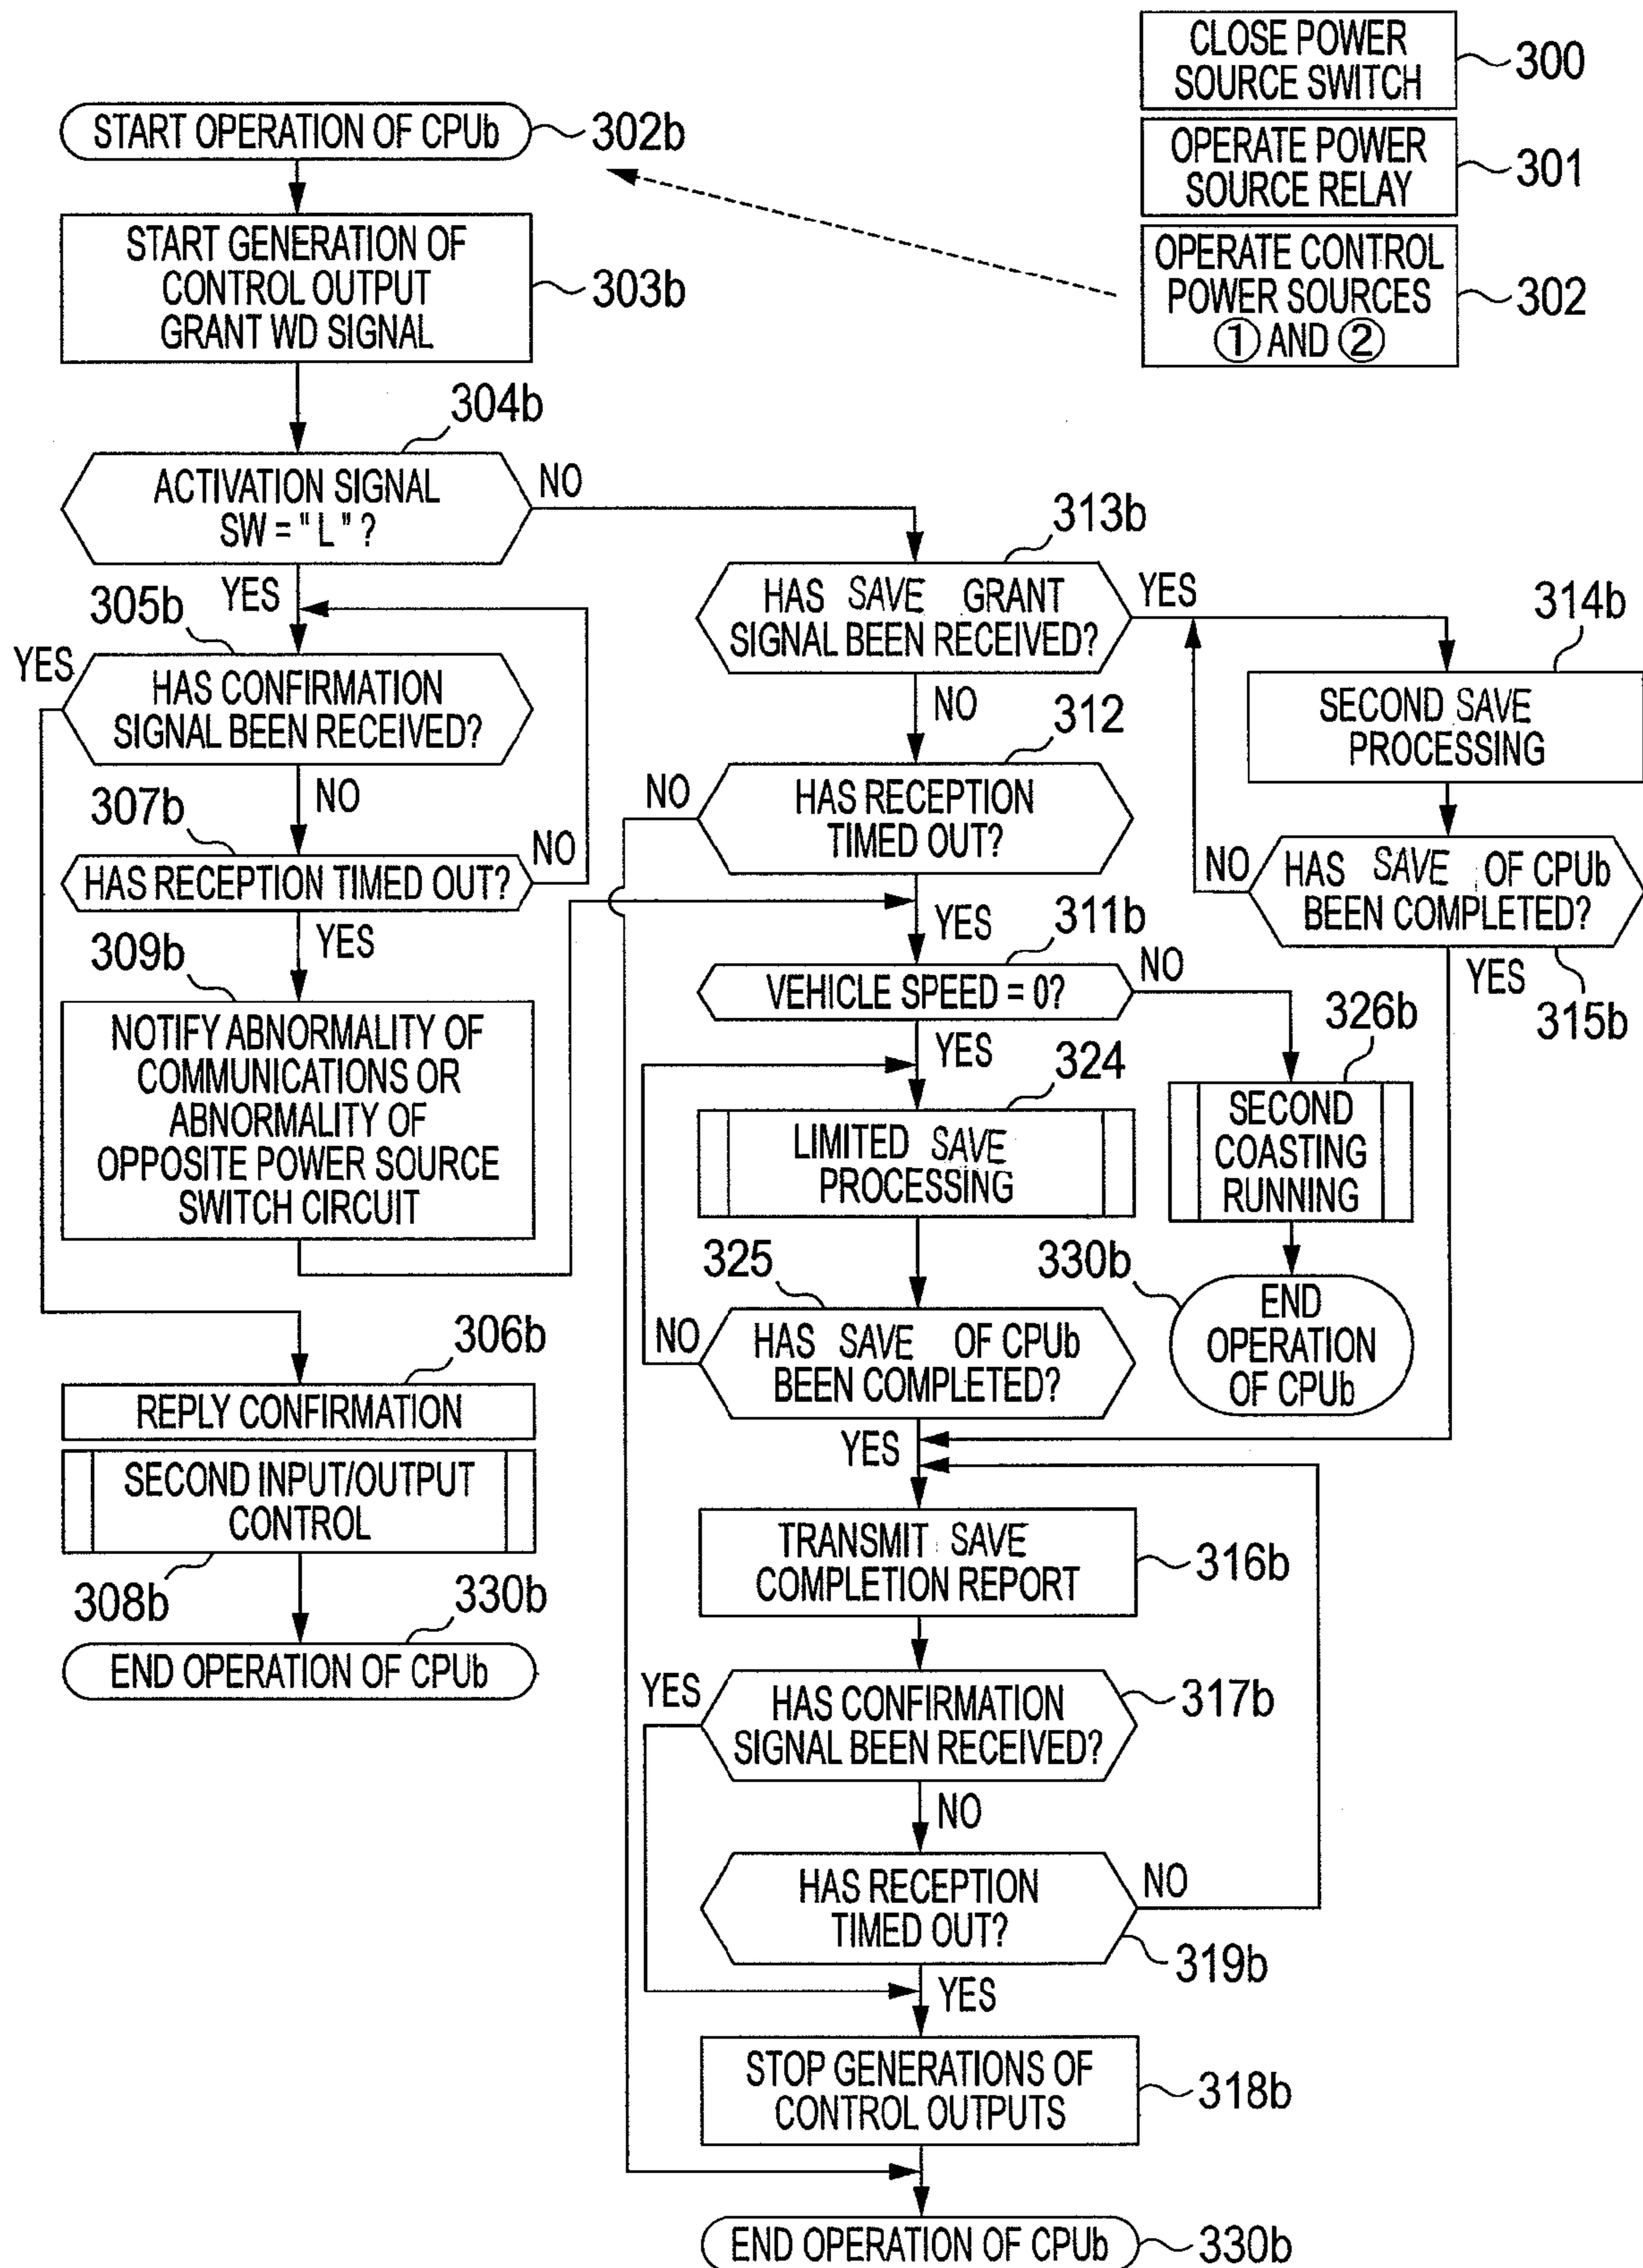 CLOSE POWER
SOURCE SWITCH
300
OPERATE POWER
SOURCE RELAY
301
OPERATE CONTROL
POWER SOURCES
① AND ②
302
START OPERATION OF CPUb
302b
START GENERATION OF
CONTROL OUTPUT
GRANT WD SIGNAL
303b
304b
ACTIVATION SIGNAL
SW = " L " ?
NO
YES
305b
YES
HAS CONFIRMATION
SIGNAL BEEN RECEIVED?
NO
307b
HAS RECEPTION TIMED OUT?
NO
YES
309b
NOTIFY ABNORMALITY OF
COMMUNICATIONS OR
ABNORMALITY OF
OPPOSITE POWER SOURCE
SWITCH CIRCUIT
306b
REPLY CONFIRMATION
SECOND INPUT/OUTPUT
CONTROL
308b
330b
END OPERATION OF CPUb
313b
HAS SAVE GRANT
SIGNAL BEEN RECEIVED?
YES
NO
314b
SECOND SAVE
PROCESSING
NO
HAS SAVE OF CPUb
BEEN COMPLETED?
YES
315b
312
NO
HAS RECEPTION
TIMED OUT?
YES
311b
VEHICLE SPEED = 0?
NO
YES
326b
SECOND
COASTING
RUNNING
330b
END
OPERATION
OF CPUb
324
LIMITED SAVE
PROCESSING
325
NO
HAS SAVE OF CPUb
BEEN COMPLETED?
YES
TRANSMIT SAVE
COMPLETION REPORT
316b
YES
HAS CONFIRMATION
SIGNAL BEEN RECEIVED?
317b
NO
HAS RECEPTION
TIMED OUT?
NO
319b
YES
STOP GENERATIONS OF
CONTROL OUTPUTS
318b
END OPERATION OF CPUb
330b